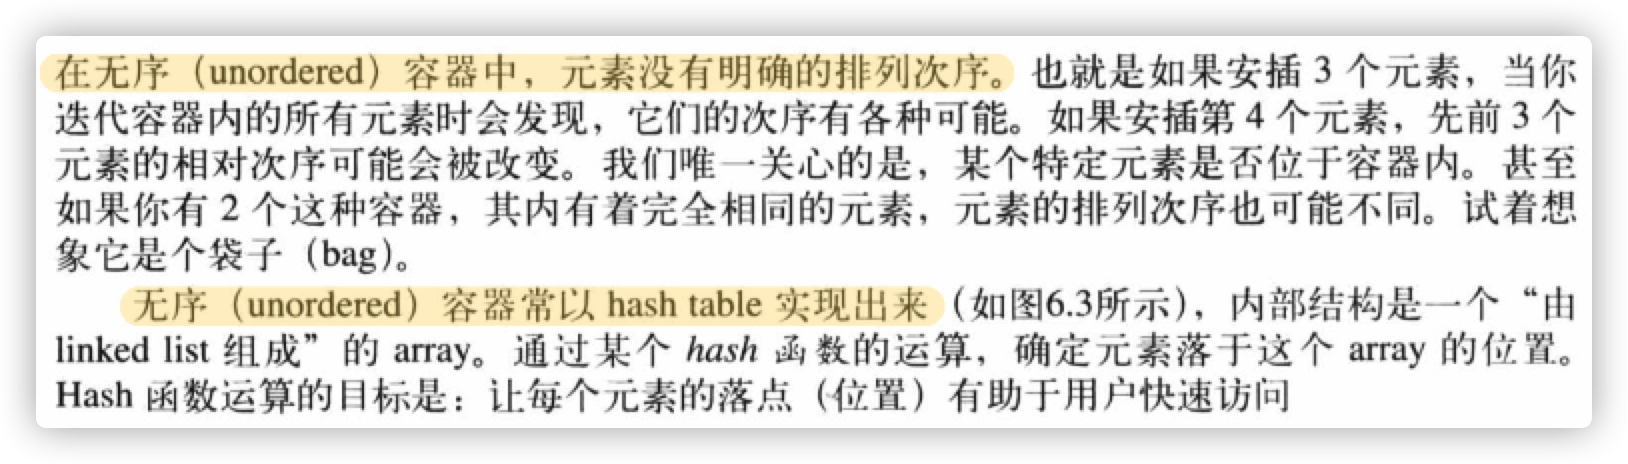 在无序（unordered）容器中，元素没有明确的排列次序。也就是如果安插 3 个元素，当你
迭代容器内的所有元素时会发现，它们的次序有各种可能。如果安插第 4 个元素，先前 3 个
元素的相对次序可能会被改变。我们唯一关心的是，某个特定元素是否位于容器内。甚至
如果你有 2 个这种容器，其内有着完全相同的元素，元素的排列次序也可能不同。试着想
象它是个袋子（bag）。
无序（unordered）容器常以 hash table 实现出来（如图6.3所示），内部结构是一个“由
linked list 组成”的 array。通过某个 hash 函数的运算，确定元素落于这个 array 的位置。
Hash 函数运算的目标是：让每个元素的落点（位置）有助于用户快速访问